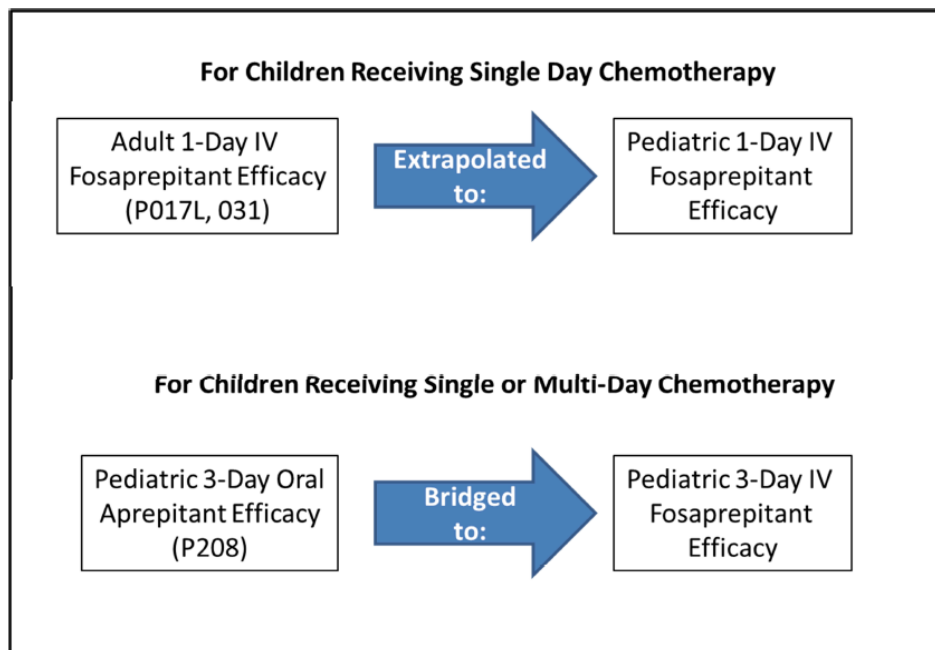 For Children Receiving Single Day Chemotherapy
Adult 1-Day IV
Fosaprepitant Efficacy
(P017L, 031)
Extrapolated
to:
Pediatric 1-Day IV
Fosaprepitant
Efficacy
For Children Receiving Single or Multi-Day Chemotherapy
Pediatric 3-Day Oral
Aprepitant Efficacy
(P208)
Bridged
to:
Pediatric 3-Day IV
Fosaprepitant
Efficacy